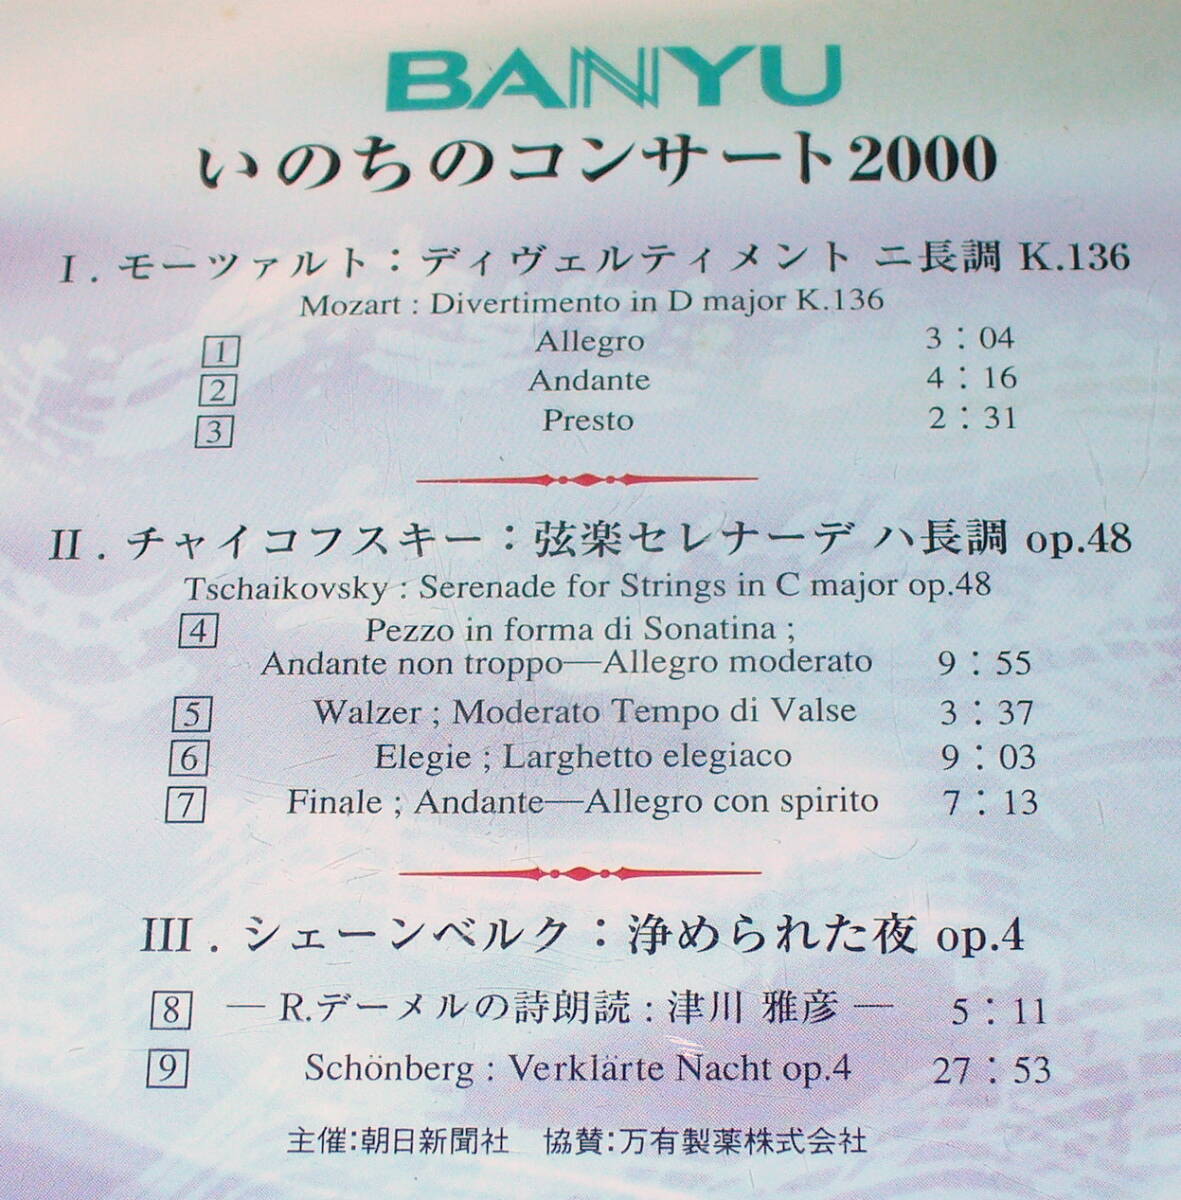 BANYU
いのちのコンサート2000
I . モーツァルト：ディヴェルティメント ニ長調 K.136
Mozart : Divertimento in D major K.136
1 Allegro 3：04
2 Andante 4：16
3 Presto 2：31
II . チャイコフスキー：弦楽セレナーデ ハ長調 op.48
Tschaikovsky : Serenade for Strings in C major op.48
4 Pezzo in forma di Sonatina ;
Andante non troppo—Allegro moderato 9：55
5 Walzer ; Moderato Tempo di Valse 3：37
6 Elegie ; Larghetto elegiaco 9：03
7 Finale ; Andante—Allegro con spirito 7：13
III . シェーンベルク：浄められた夜 op.4
8 — R.デーメルの詩朗読 : 津川 雅彦 — 5：11
9 Schönberg : Verklärte Nacht op.4 27：53
主催：朝日新聞社　協賛：万有製薬株式会社